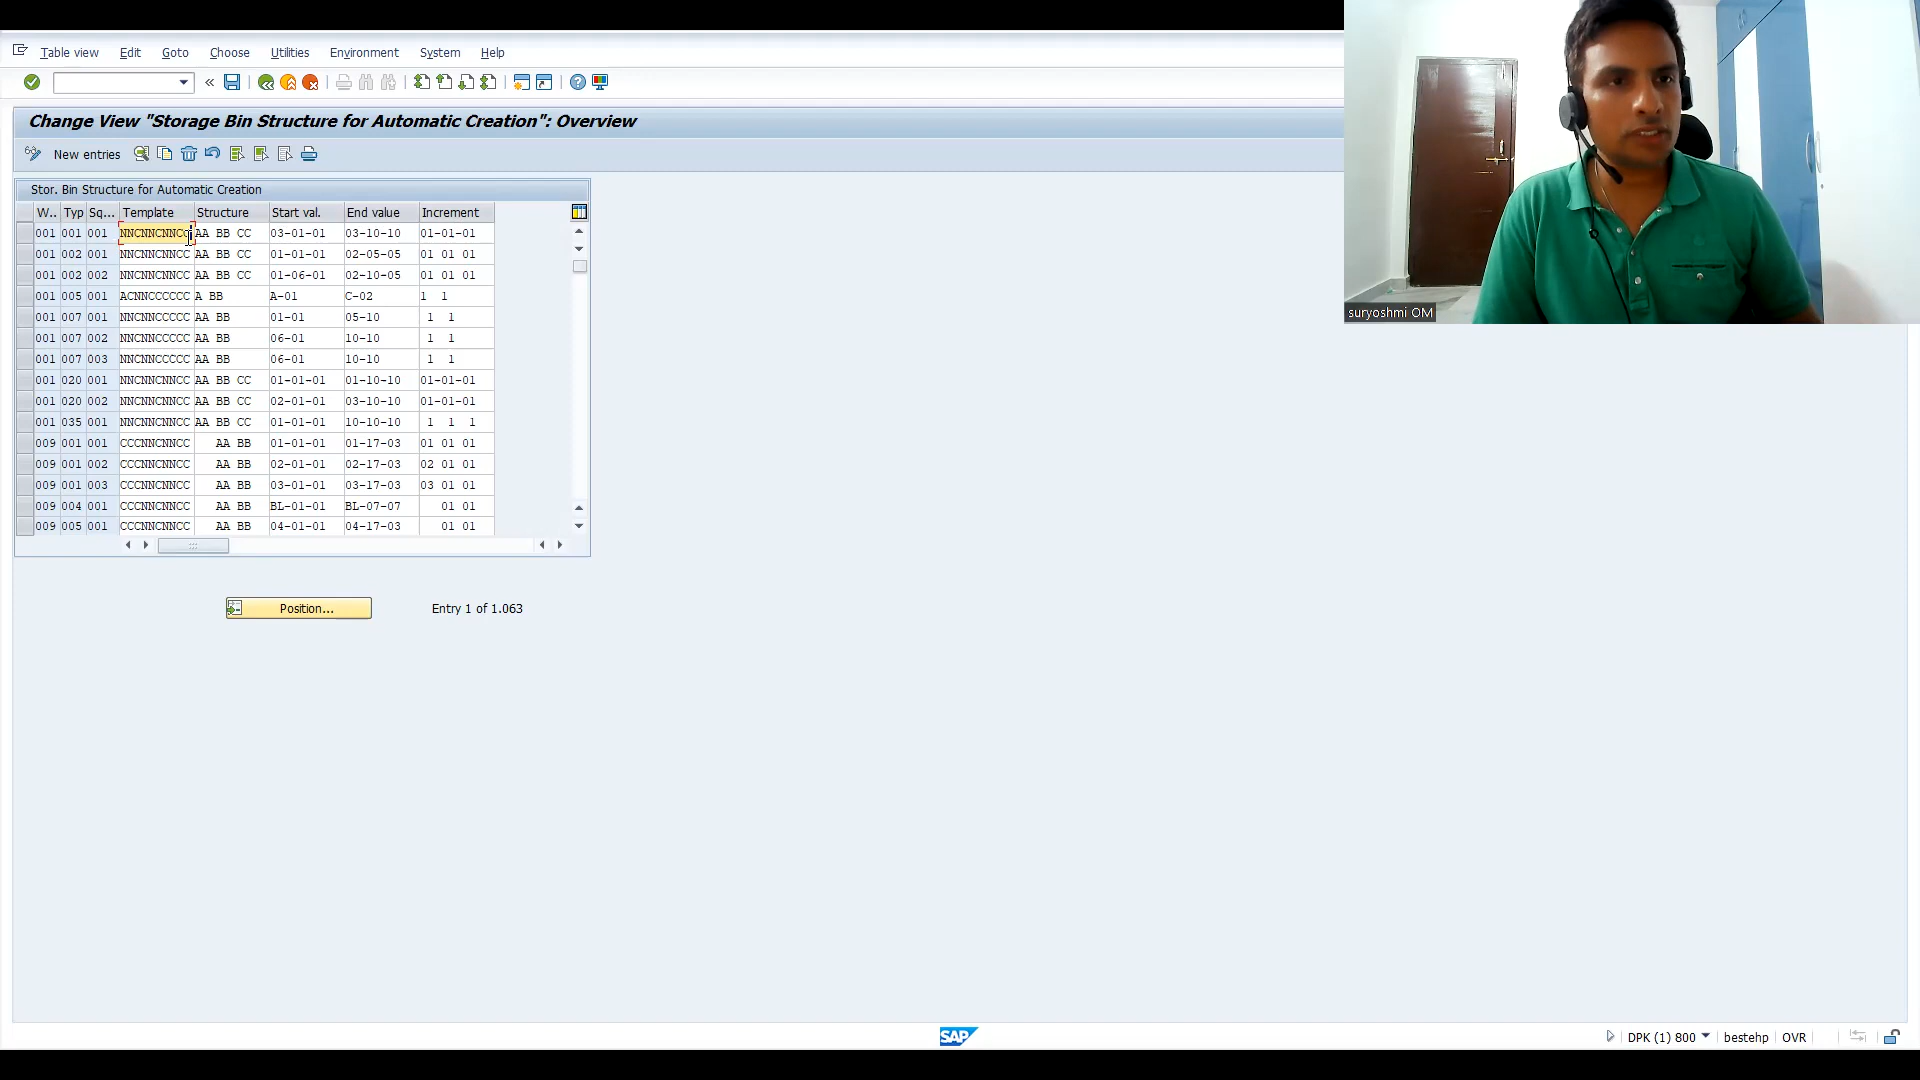 Table view Edit Goto Choose Utilities Environment System Help
Change View "Storage Bin Structure for Automatic Creation": Overview
New entries
Stor. Bin Structure for Automatic Creation
W.. Typ Sq... Template Structure Start val. End value Increment
001 001 001 NNCNNCNNCC AA BB CC 03-01-01 03-10-10 01-01-01
001 002 001 NNCNNCNNCC AA BB CC 01-01-01 02-05-05 01 01 01
001 002 002 NNCNNCNNCC AA BB CC 01-06-01 02-10-05 01 01 01
001 005 001 ACNNCCCCCC A BB A-01 C-02 1 1
001 007 001 NNCNNCCCCC AA BB 01-01 05-10 1 1
001 007 002 NNCNNCCCCC AA BB 06-01 10-10 1 1
001 007 003 NNCNNCCCCC AA BB 06-01 10-10 1 1
001 020 001 NNCNNCNNCC AA BB CC 01-01-01 01-10-10 01-01-01
001 020 002 NNCNNCNNCC AA BB CC 02-01-01 03-10-10 01-01-01
001 035 001 NNCNNCNNCC AA BB CC 01-01-01 10-10-10 1 1 1
009 001 001 CCCNNCNNCC AA BB 01-01-01 01-17-03 01 01 01
009 001 002 CCCNNCNNCC AA BB 02-01-01 02-17-03 02 01 01
009 001 003 CCCNNCNNCC AA BB 03-01-01 03-17-03 03 01 01
009 004 001 CCCNNCNNCC AA BB BL-01-01 BL-07-07 01 01
009 005 001 CCCNNCNNCC AA BB 04-01-01 04-17-03 01 01
Position... Entry 1 of 1.063
suryoshmi OM
SAP
DPK (1) 800 bestehp OVR